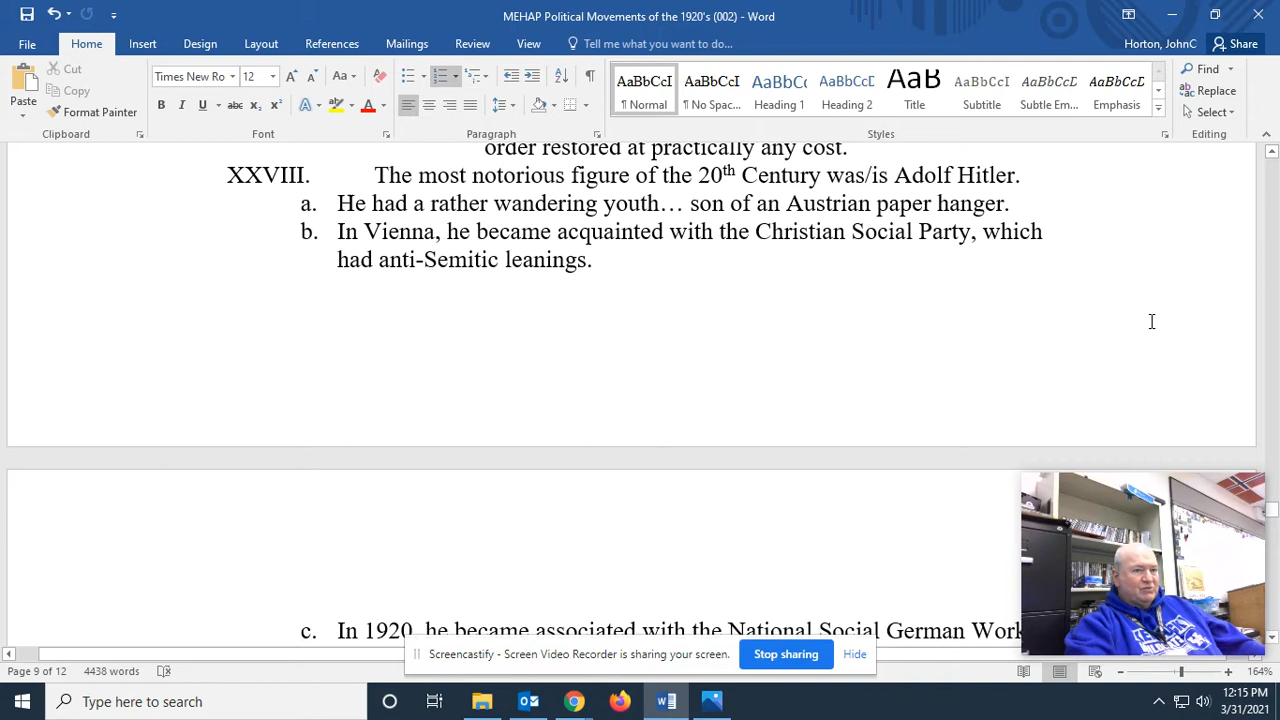 MEHAP Political Movements of the 1920's (002) - Word
File Home Insert Design Layout References Mailings Review View Tell me what you want to do... Horton, JohnC Share
Cut
Copy
Paste Format Painter
Times New Ro 12
AaBbCcI AaBbCcI AaBbCc AaBbCcI AaB AaBbCcI AaBbCcI AaBbCcI
¶ Normal ¶ No Spac... Heading 1 Heading 2 Title Subtitle Subtle Em... Emphasis
Find
Replace
Select
Clipboard Font Paragraph Styles Editing
order restored at practically any cost.
XXVIII. The most notorious figure of the 20th Century was/is Adolf Hitler.
a. He had a rather wandering youth… son of an Austrian paper hanger.
b. In Vienna, he became acquainted with the Christian Social Party, which
had anti-Semitic leanings.
c. In 1920, he became associated with the National Social German Work
Screencastify - Screen Video Recorder is sharing your screen. Stop sharing Hide
Page 9 of 12 4438 words 164%
Type here to search
12:15 PM
3/31/2021